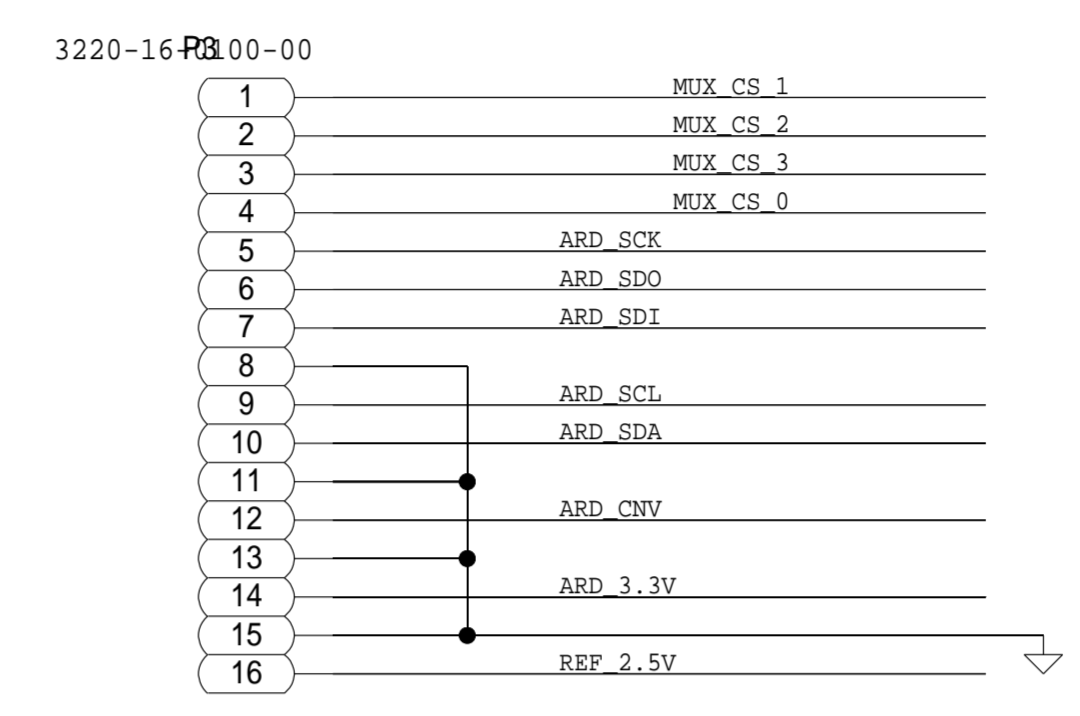 3220-16-0100-00
P3
1 MUX_CS_1
2 MUX_CS_2
3 MUX_CS_3
4 MUX_CS_0
5 ARD_SCK
6 ARD_SDO
7 ARD_SDI
8
9 ARD_SCL
10 ARD_SDA
11
12 ARD_CNV
13
14 ARD_3.3V
15
16 REF_2.5V